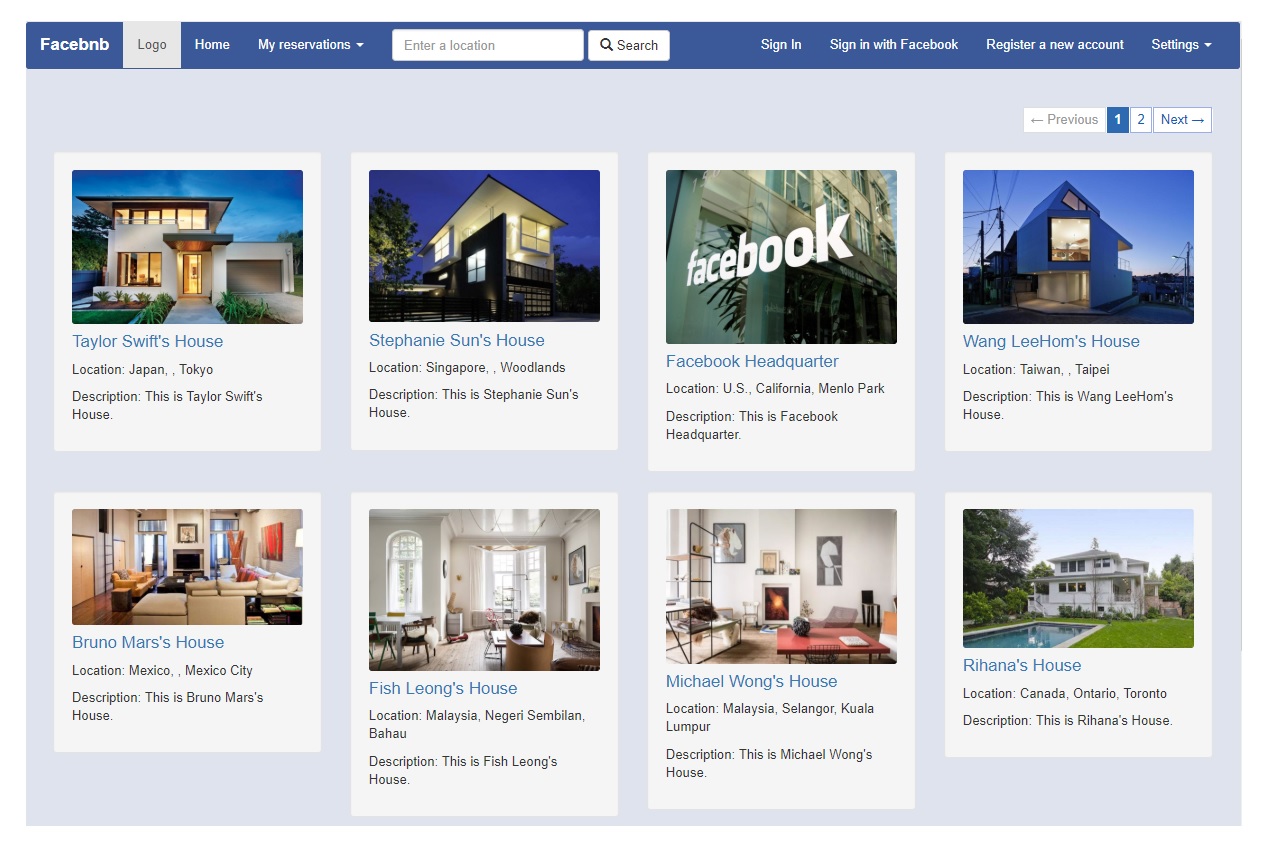 Facebnb Logo Home My reservations Enter a location Search Sign In Sign in with Facebook Register a new account Settings
← Previous 1 2 Next →
facebook
Taylor Swift's House
Location: Japan, , Tokyo
Description: This is Taylor Swift's
House.
Stephanie Sun's House
Location: Singapore, , Woodlands
Description: This is Stephanie Sun's
House.
Facebook Headquarter
Location: U.S., California, Menlo Park
Description: This is Facebook
Headquarter.
Wang LeeHom's House
Location: Taiwan, , Taipei
Description: This is Wang LeeHom's
House.
Bruno Mars's House
Location: Mexico, , Mexico City
Description: This is Bruno Mars's
House.
Fish Leong's House
Location: Malaysia, Negeri Sembilan,
Bahau
Description: This is Fish Leong's
House.
Michael Wong's House
Location: Malaysia, Selangor, Kuala
Lumpur
Description: This is Michael Wong's
House.
Rihana's House
Location: Canada, Ontario, Toronto
Description: This is Rihana's House.